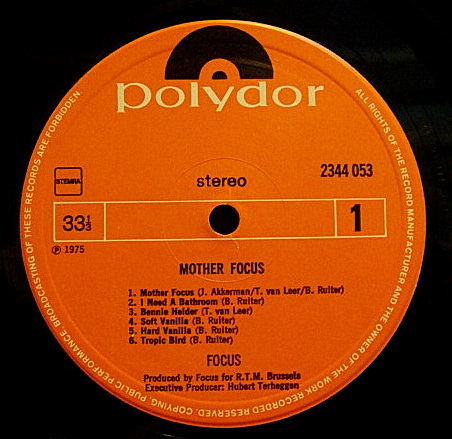 polydor
ALL RIGHTS OF THE RECORD MANUFACTURER AND THE OWNER OF THE WORK RECORDED RESERVED. COPYING, PUBLIC PERFORMANCE, BROADCASTING OF THESE RECORDS ARE FORBIDDEN.
STEMRA
stereo
2344 053
33⅓
1
℗ 1975
MOTHER FOCUS
1. Mother Focus (J. Akkerman/T. van Leer/B. Ruiter)
2. I Need A Bathroom (B. Ruiter)
3. Bennie Helder (T. van Leer)
4. Soft Vanilla (B. Ruiter)
5. Hard Vanilla (B. Ruiter)
6. Tropic Bird (B. Ruiter)
FOCUS
Produced by Focus for R.T.M. Brussels
Executive Producer: Hubert Terheggen